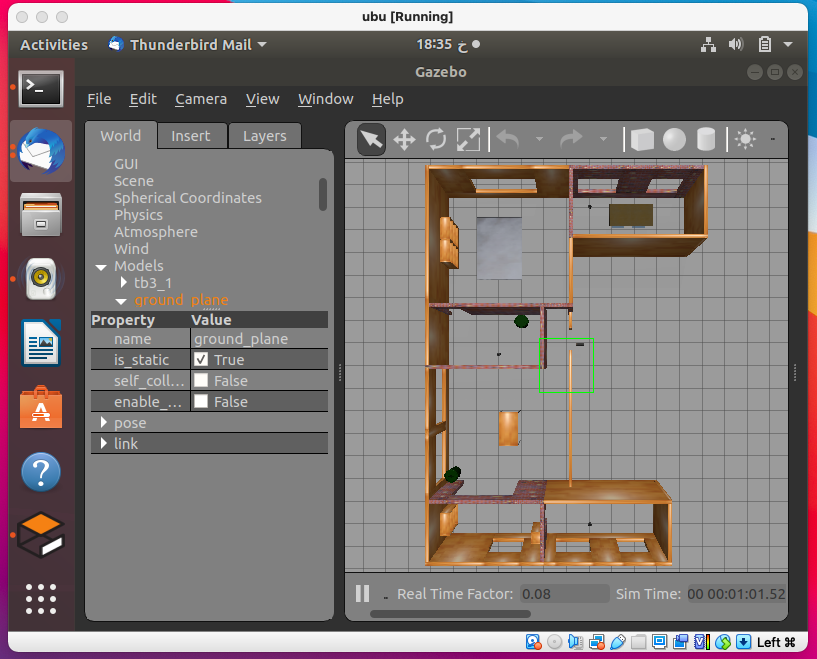 ubu [Running]
Activities Thunderbird Mail 18:35 خ
Gazebo
File Edit Camera View Window Help
World Insert Layers
GUI
Scene
Spherical Coordinates
Physics
Atmosphere
Wind
Models
tb3_1
ground_plane
Property Value
name ground_plane
is_static True
self_coll... False
enable_... False
pose
link
Real Time Factor: 0.08 Sim Time: 00 00:01:01.52
Left ⌘